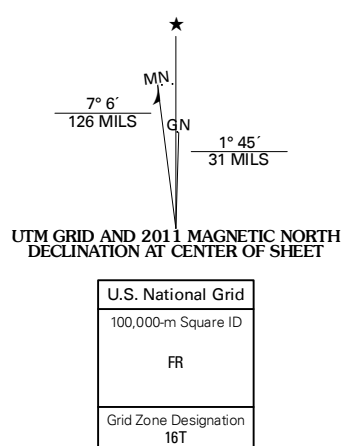 ★
MN.
7° 6´
126 MILS
GN
1° 45´
31 MILS
UTM GRID AND 2011 MAGNETIC NORTH
DECLINATION AT CENTER OF SHEET
U.S. National Grid
100,000-m Square ID
FR
Grid Zone Designation
16T